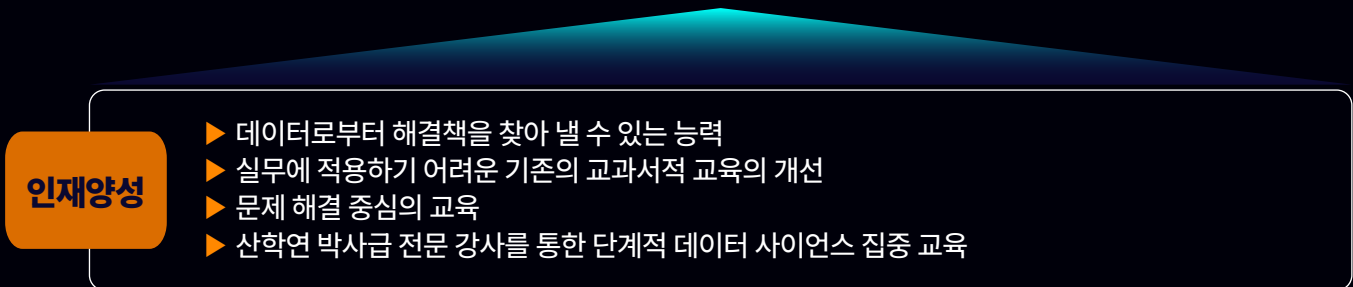 데이터로부터 해결책을 찾아 낼 수 있는 능력
실무에 적용하기 어려운 기존의 교과서적 교육의 개선
인재양성
문제 해결 중심의 교육
산학연 박사급 전문 강사를 통한 단계적 데이터 사이언스 집중 교육